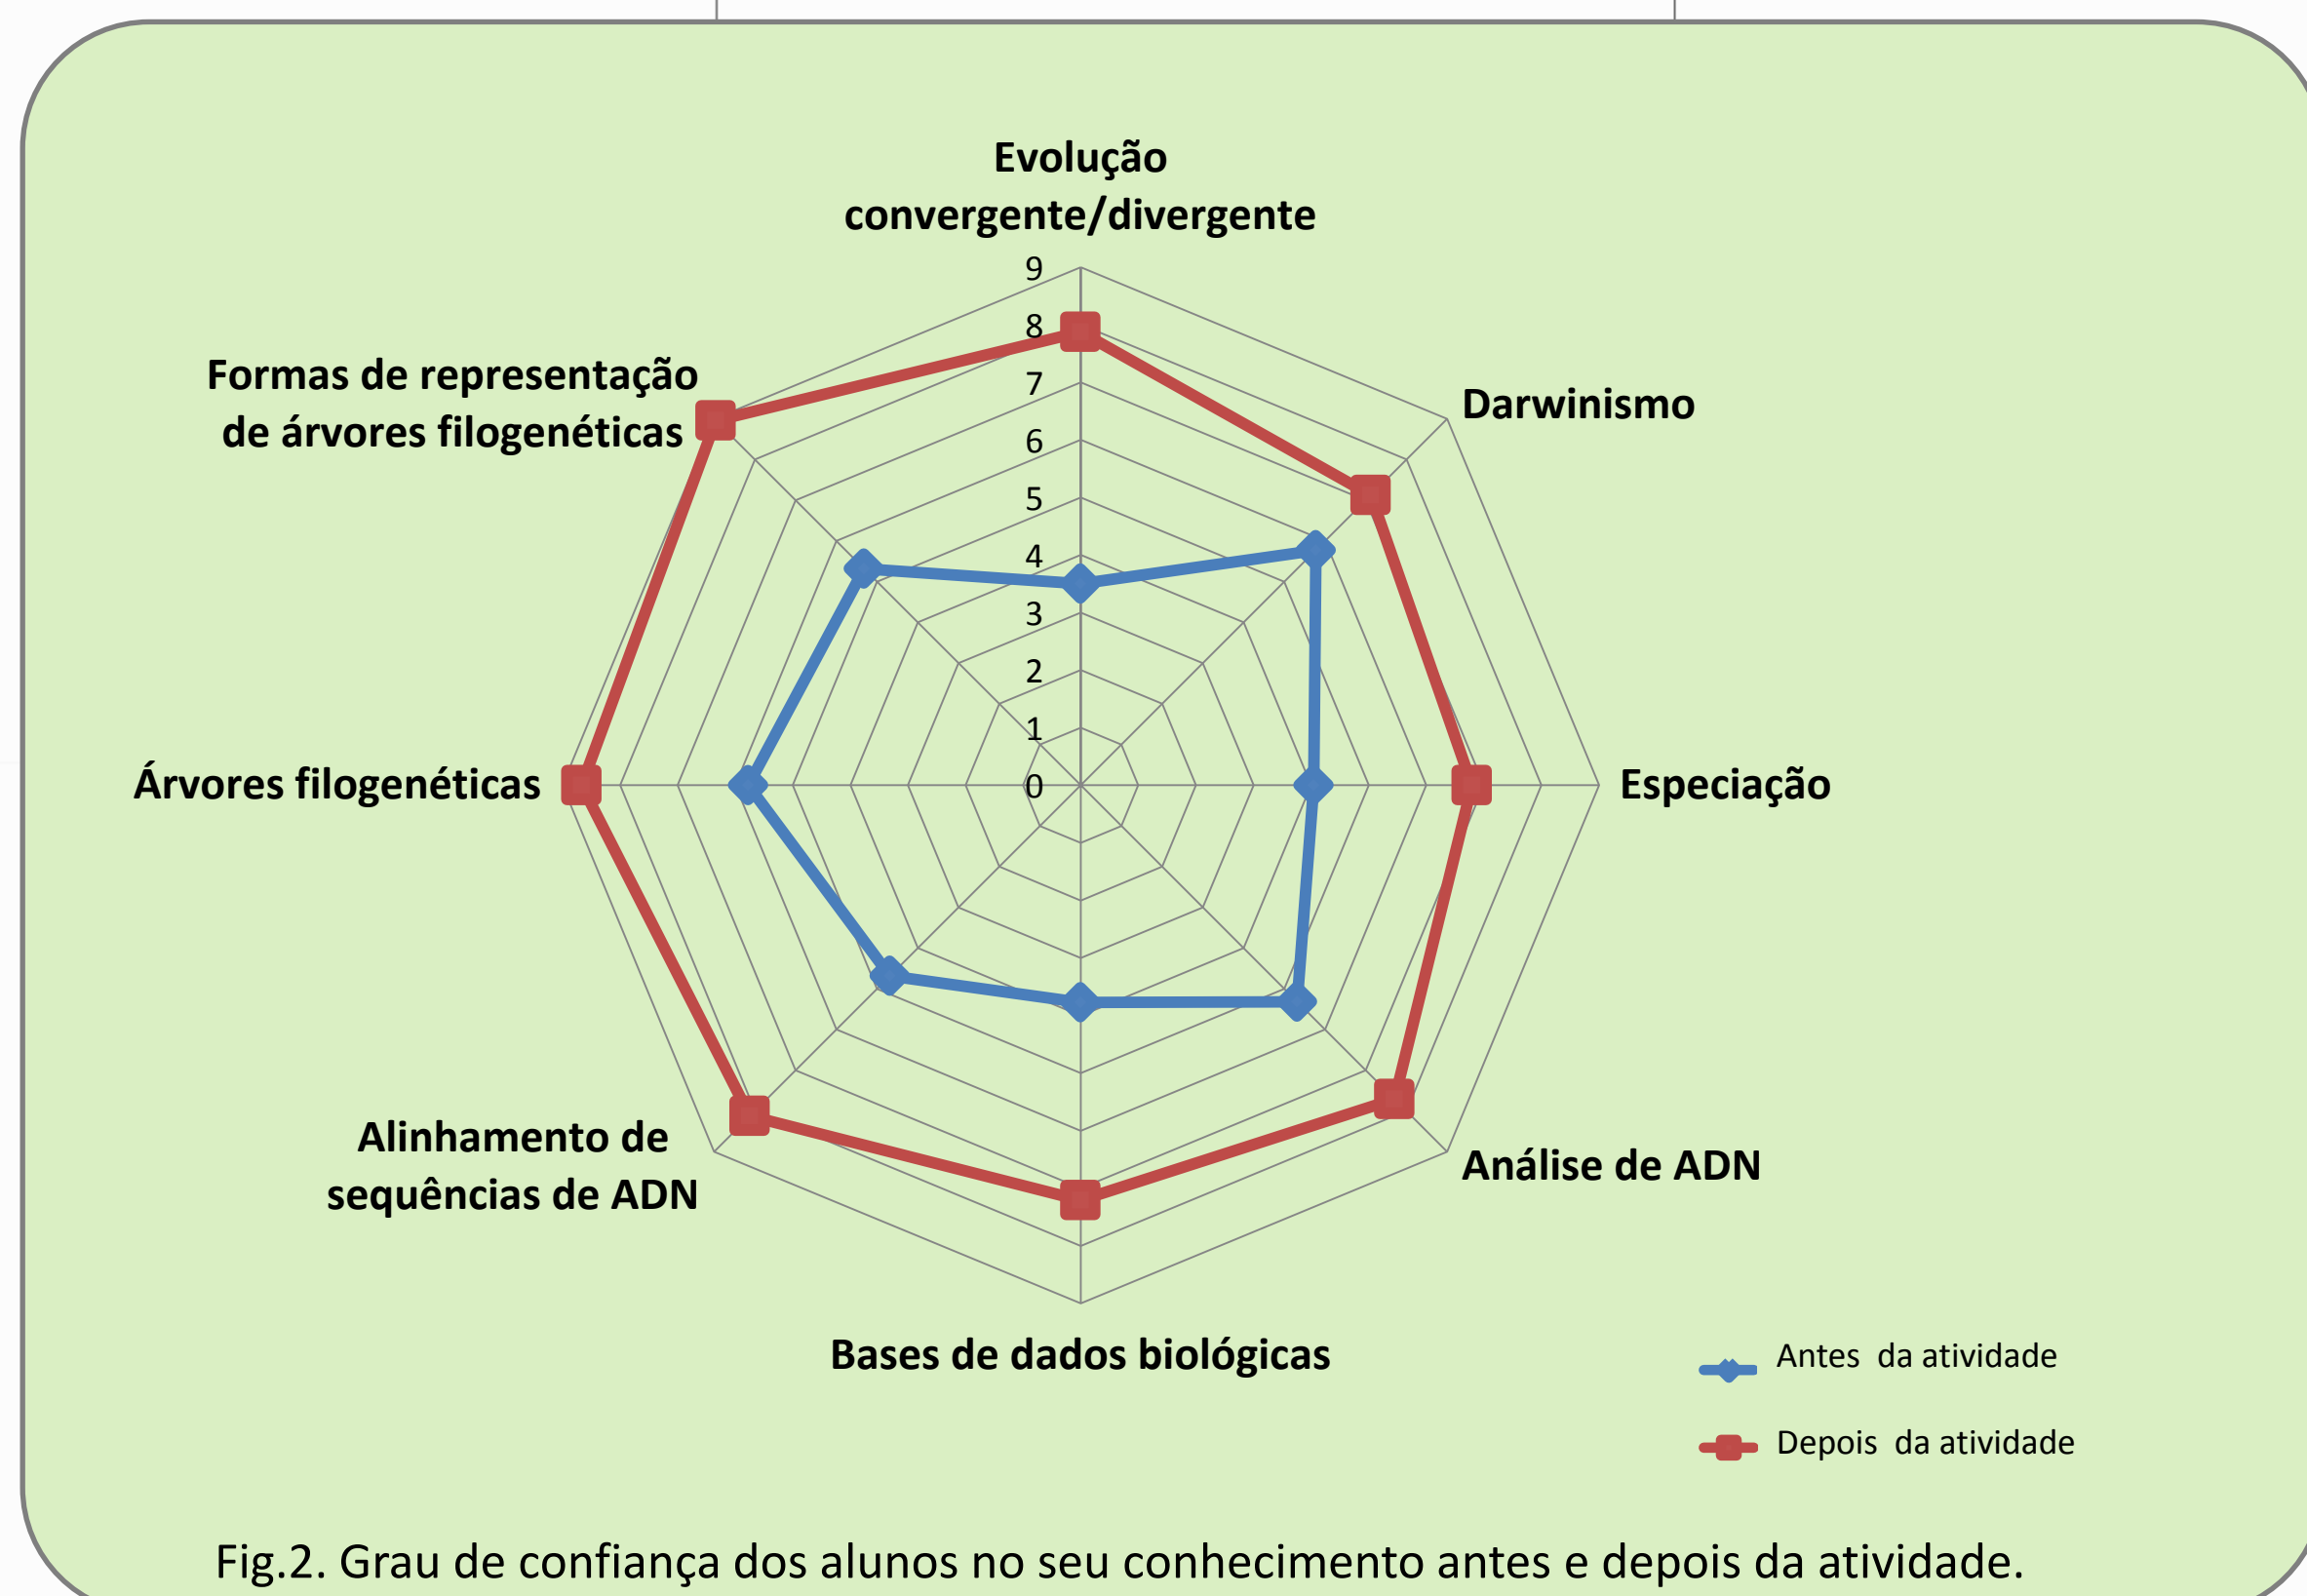 Evolução
convergente/divergente
9
8
7
6
5
4
3
2
1
0
Darwinismo
Formas de representação
de árvores filogenéticas
Árvores filogenéticas
Especiação
Alinhamento de
sequências de ADN
Análise de ADN
Bases de dados biológicas
Antes da atividade
Depois da atividade
Fig.2. Grau de confiança dos alunos no seu conhecimento antes e depois da atividade.